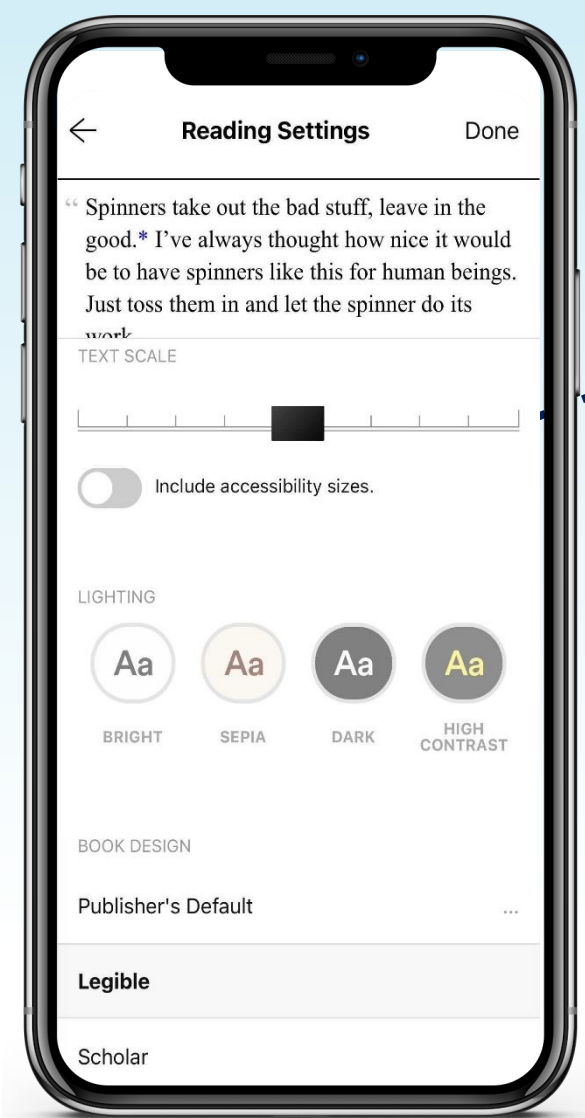 Reading Settings Done
“ Spinners take out the bad stuff, leave in the
good.* I’ve always thought how nice it would
be to have spinners like this for human beings.
Just toss them in and let the spinner do its
work
TEXT SCALE
Include accessibility sizes.
LIGHTING
Aa Aa Aa Aa
BRIGHT SEPIA DARK HIGH
CONTRAST
BOOK DESIGN
Publisher's Default ...
Legible
Scholar